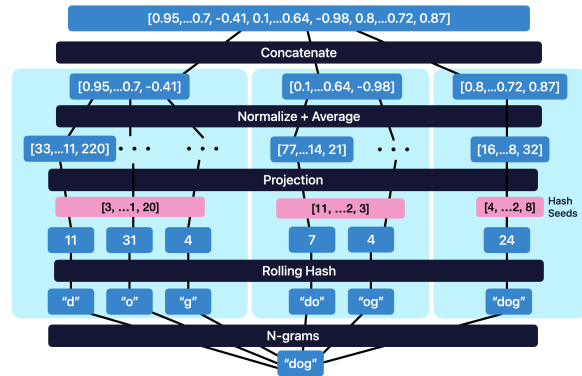 [0.95,...0.7, -0.41, 0.1,...0.64, -0.98, 0.8,...0.72, 0.87]
Concatenate
[0.95,...0.7, -0.41] [0.1,...0.64, -0.98] [0.8,...0.72, 0.87]
Normalize + Average
[33,...11, 220] • • • • • • [77,...14, 21] • • • [16,...8, 32]
Projection
[3, ...1, 20] [11, ...2, 3] [4, ...2, 8] Hash
Seeds
11 31 4 7 4 24
Rolling Hash
“d” “o” “g” “do” “og” “dog”
N-grams
“dog”